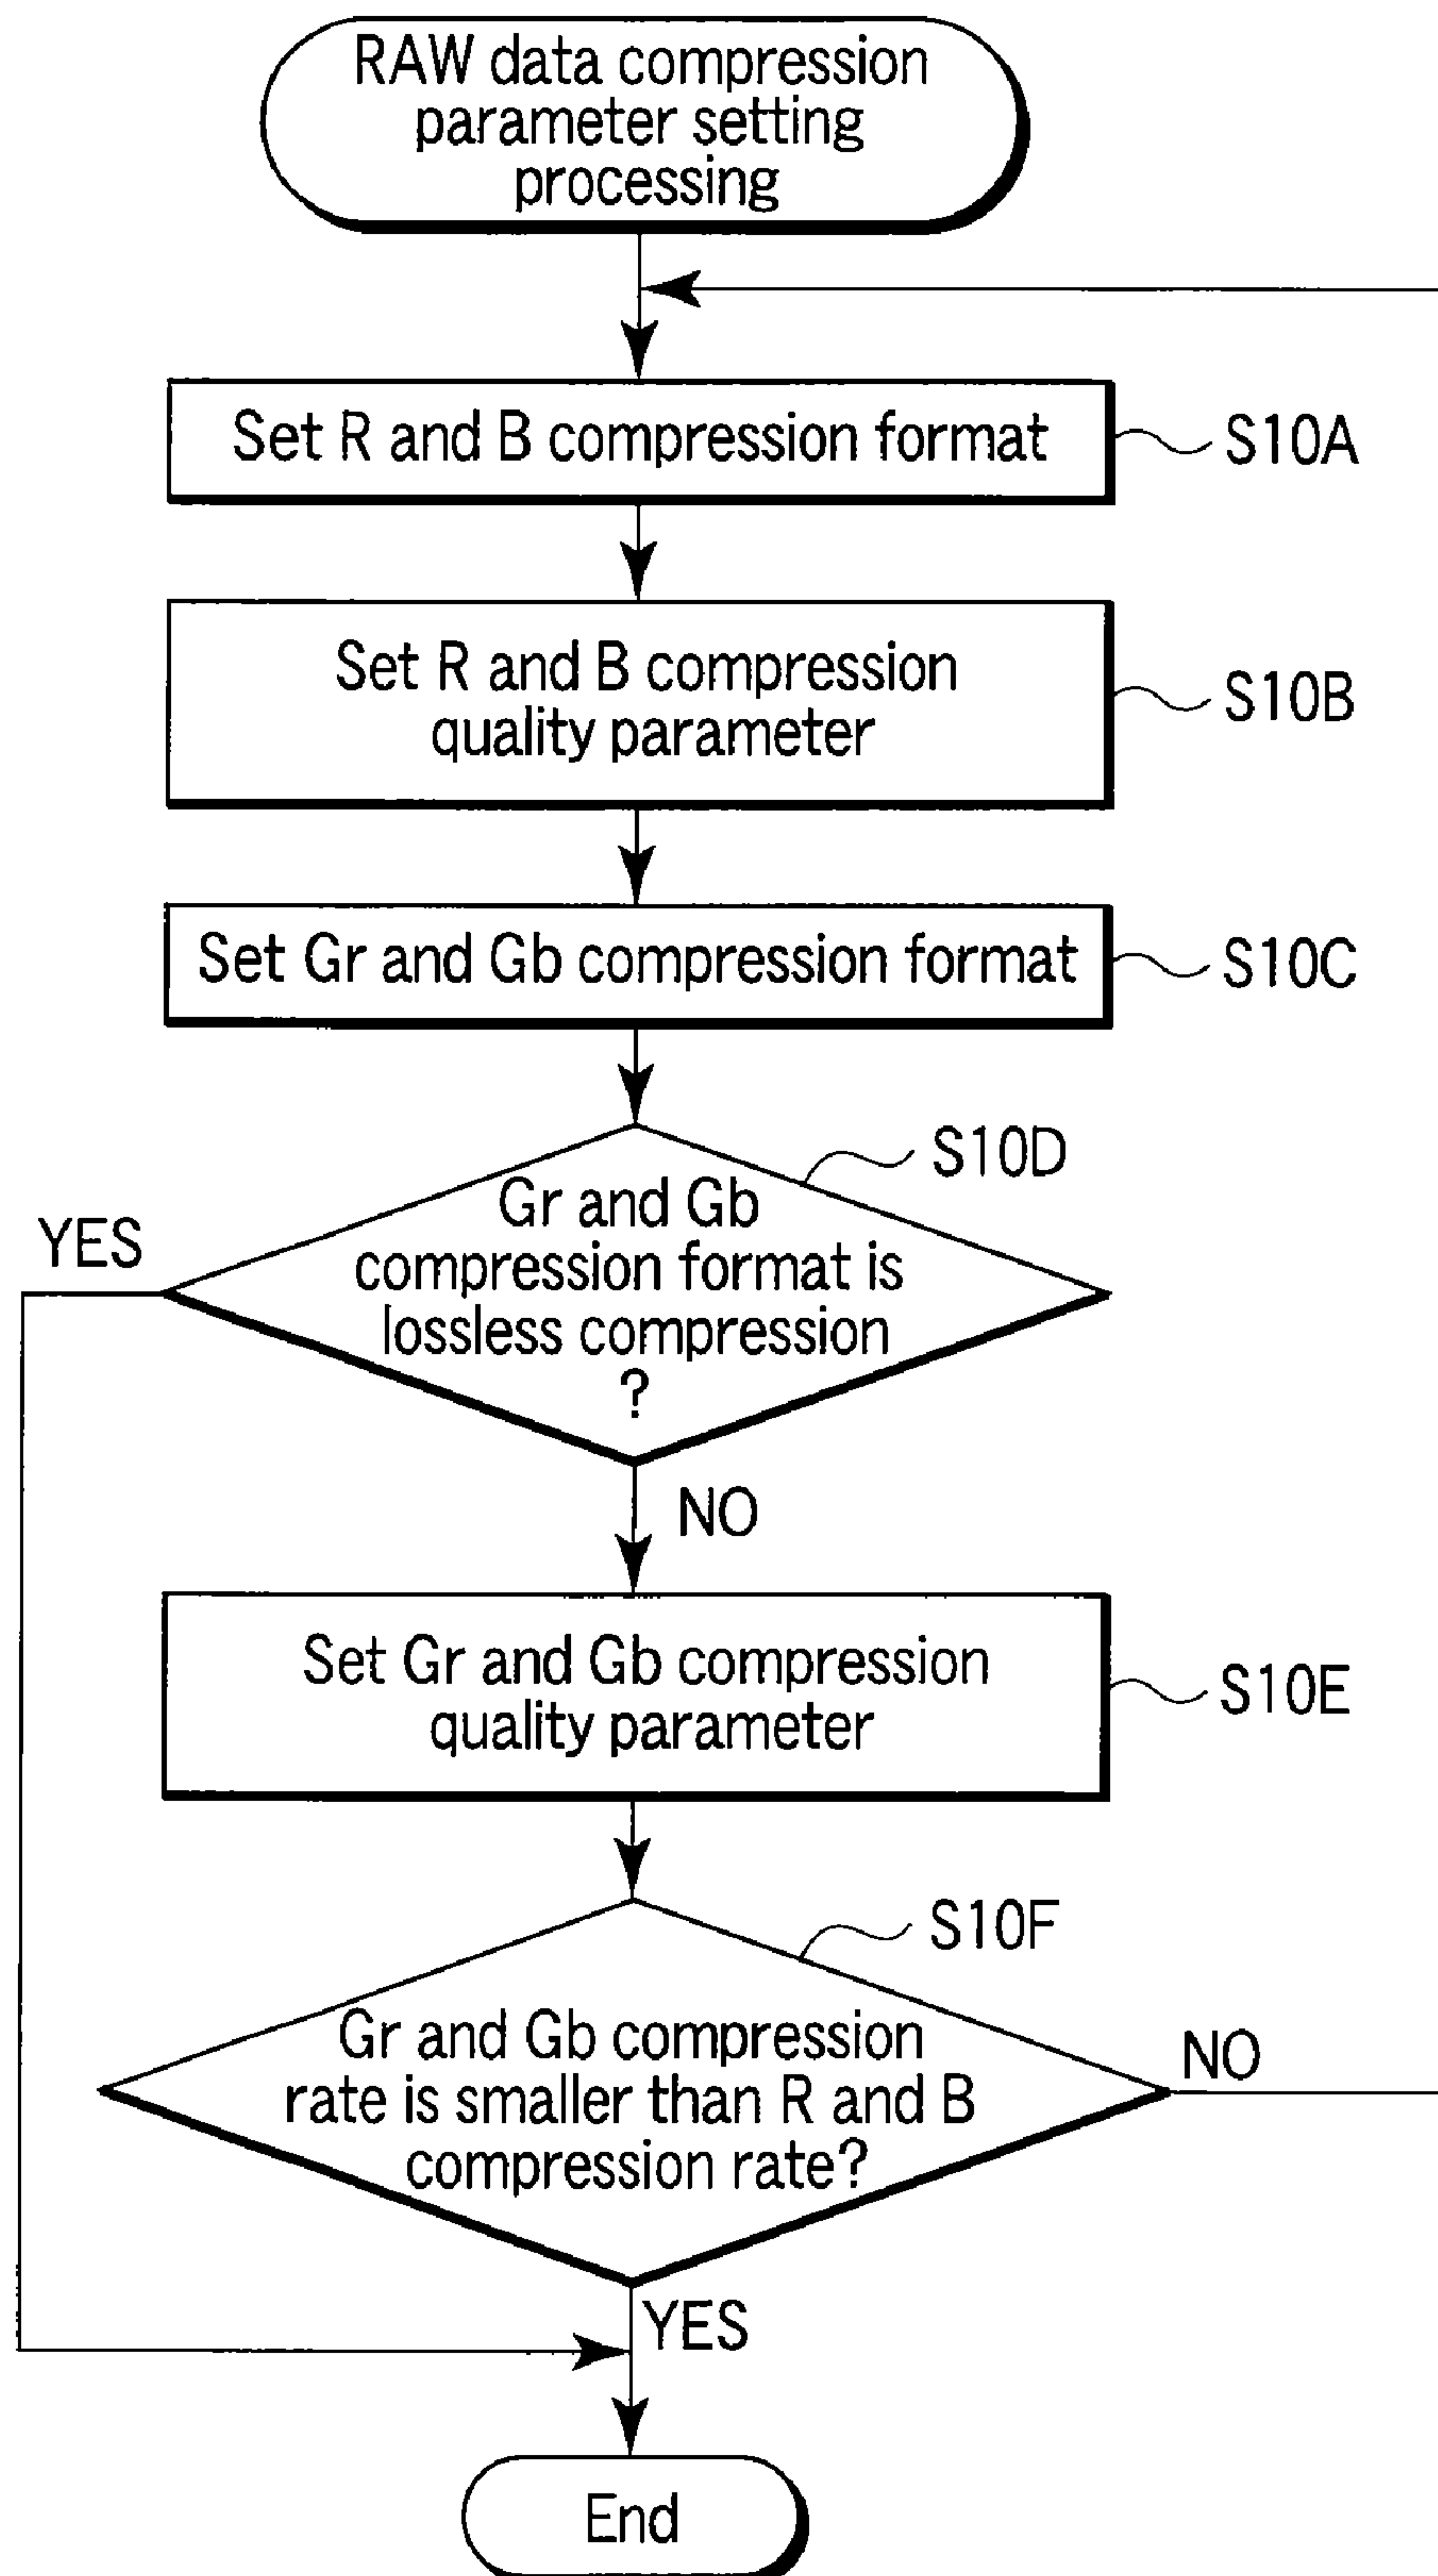 RAW data compression
parameter setting
processing
Set R and B compression format
S10A
Set R and B compression
quality parameter
S10B
Set Gr and Gb compression format
S10C
S10D
Gr and Gb
compression format is
lossless compression
?
YES
NO
Set Gr and Gb compression
quality parameter
S10E
S10F
Gr and Gb compression
rate is smaller than R and B
compression rate?
NO
YES
End